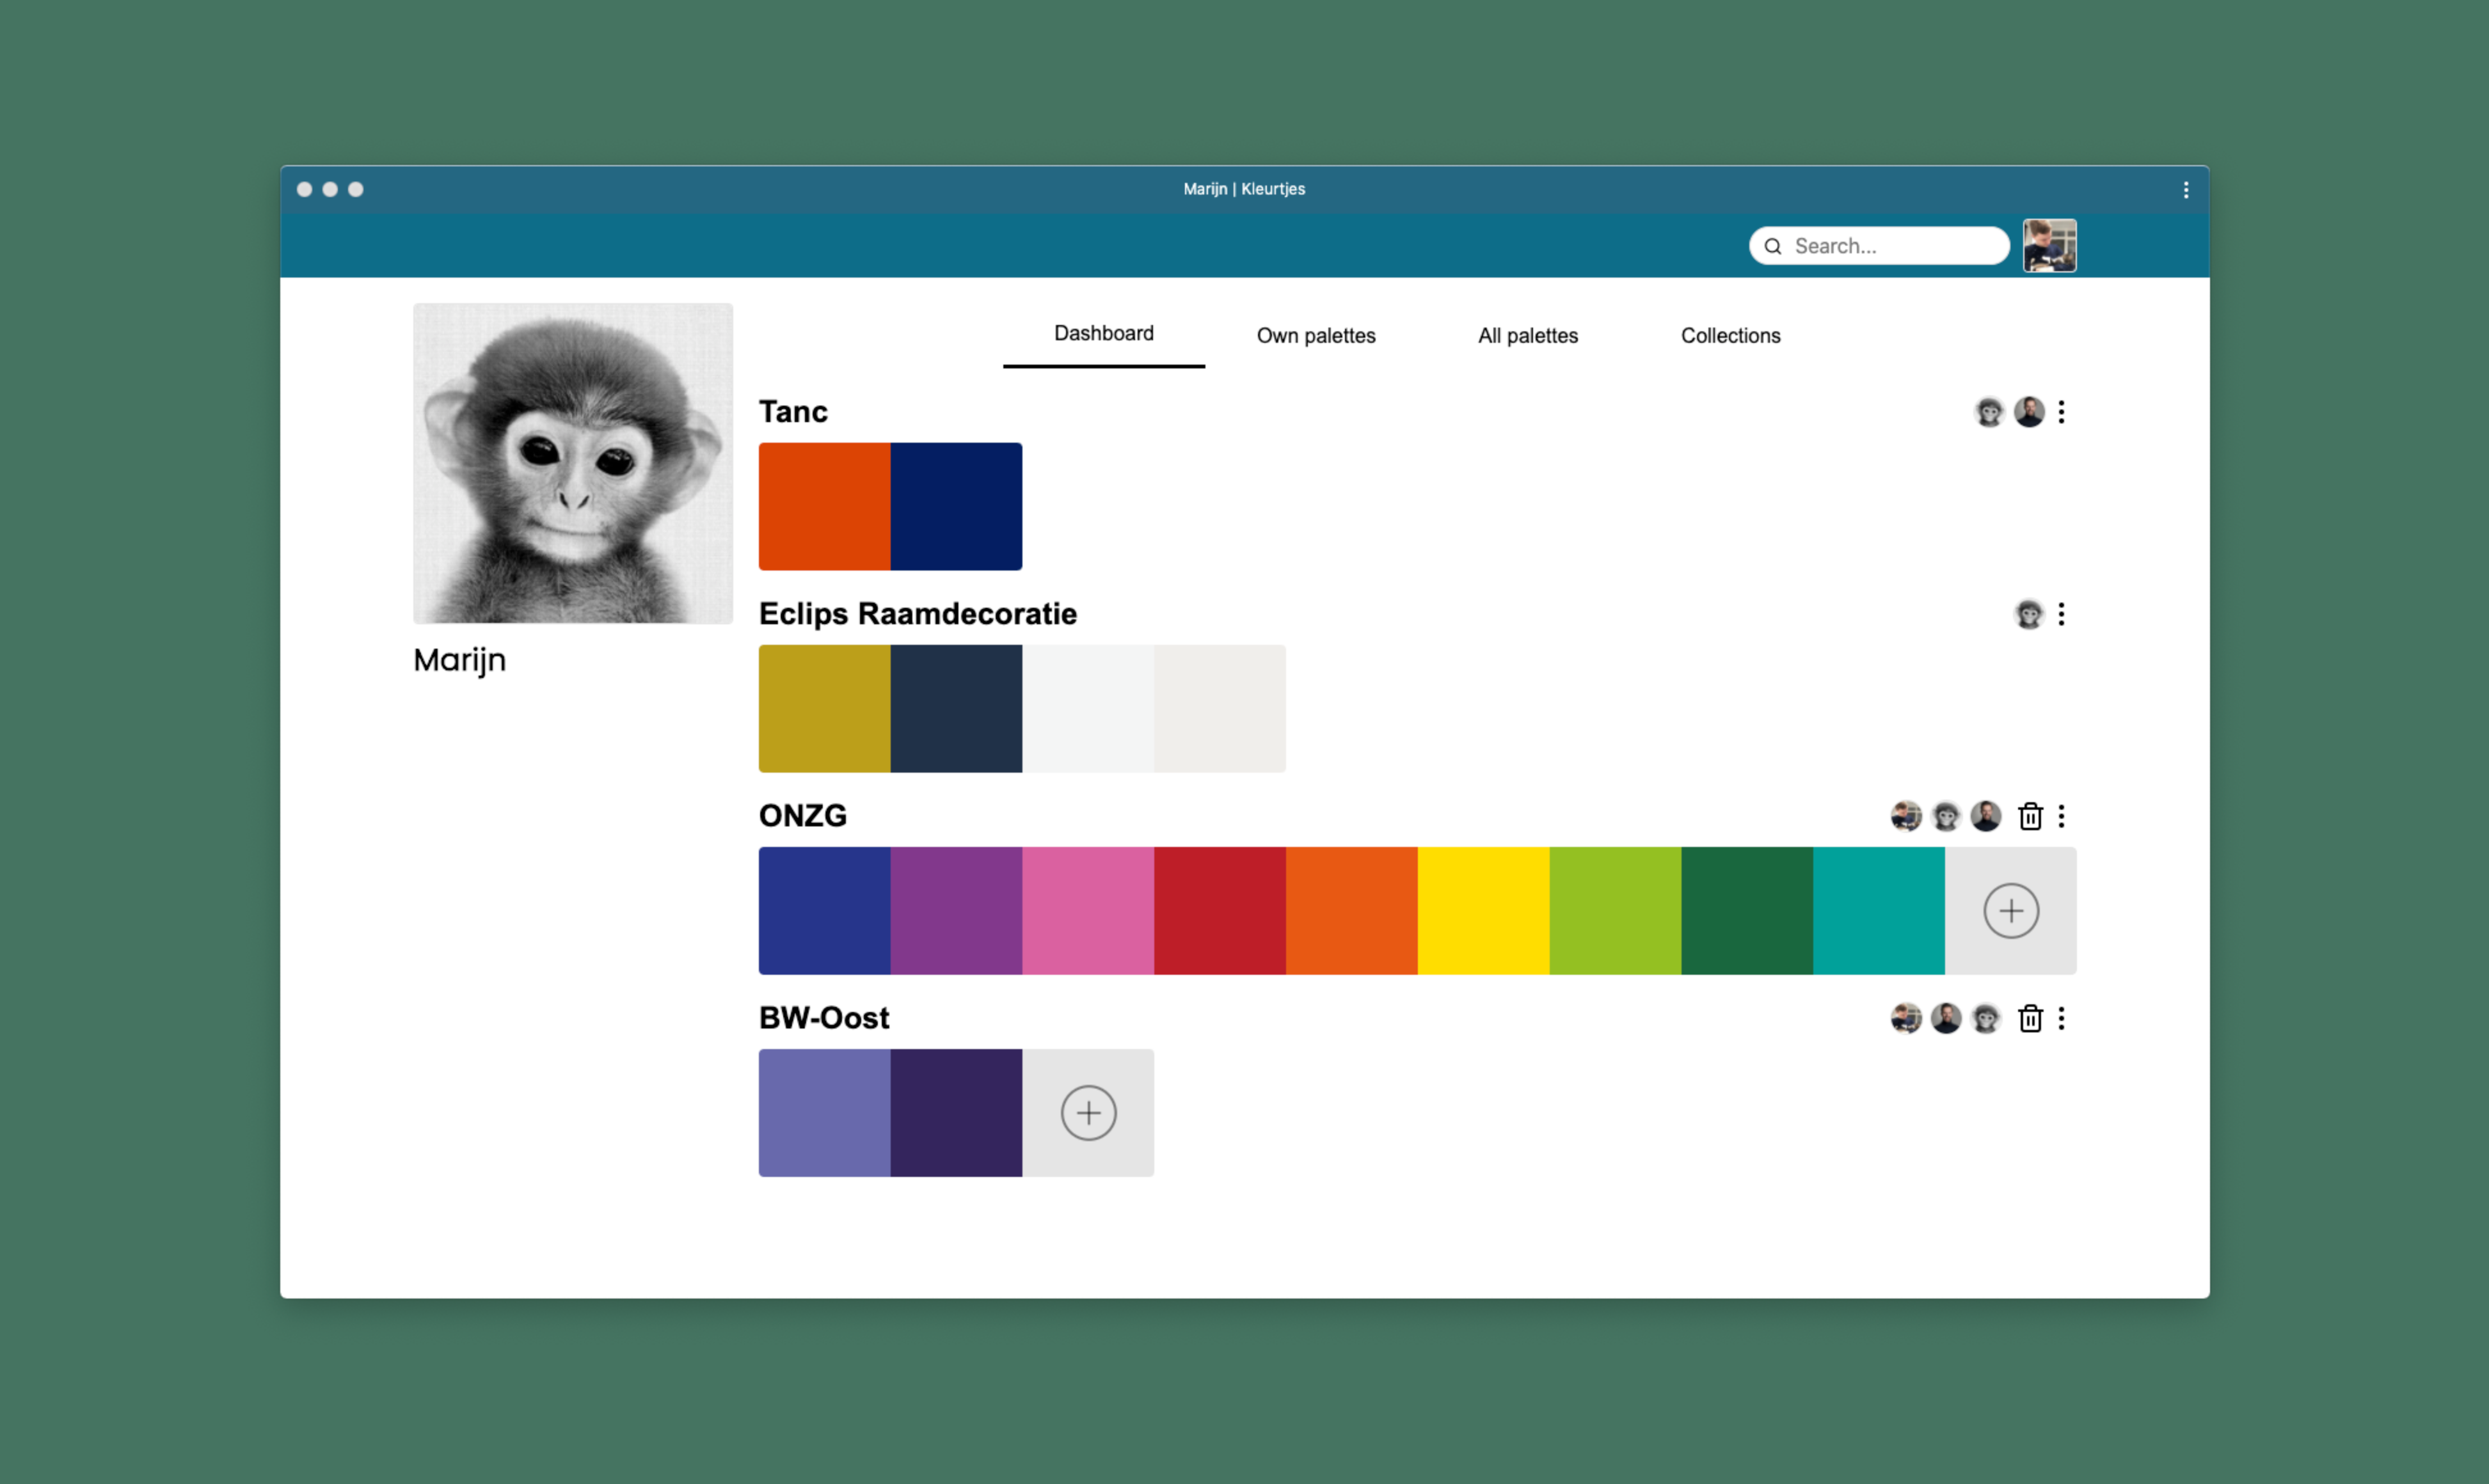 Marijn | Kleurtjes
Search...
Dashboard
Own palettes
All palettes
Collections
Tanc
Marijn
Eclips Raamdecoratie
ONZG
BW-Oost